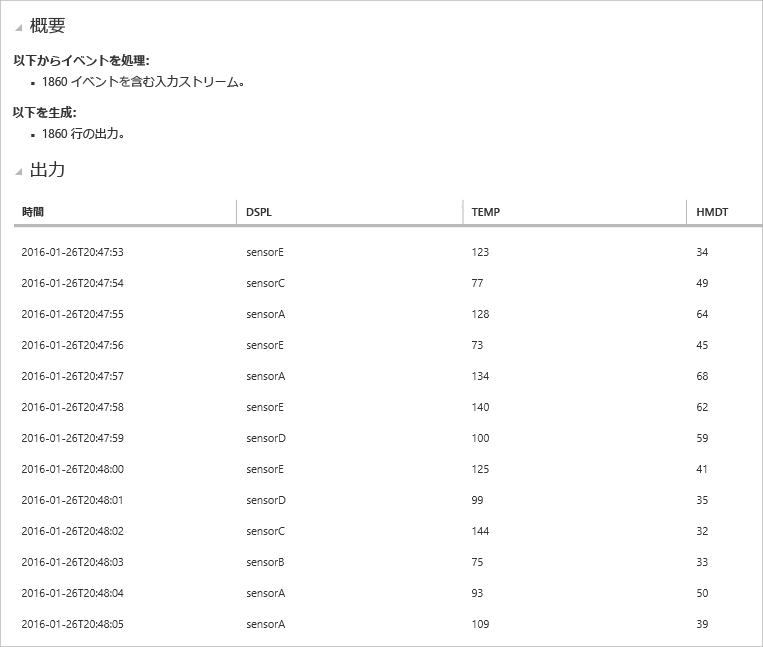 概要
以下からイベントを処理:
▪ 1860 イベントを含む入力ストリーム。
以下を生成:
▪ 1860 行の出力。
出力
時間 DSPL TEMP HMDT
2016-01-26T20:47:53 sensorE 123 34
2016-01-26T20:47:54 sensorC 77 49
2016-01-26T20:47:55 sensorA 128 64
2016-01-26T20:47:56 sensorE 73 45
2016-01-26T20:47:57 sensorA 134 68
2016-01-26T20:47:58 sensorE 140 62
2016-01-26T20:47:59 sensorD 100 59
2016-01-26T20:48:00 sensorE 125 41
2016-01-26T20:48:01 sensorD 99 35
2016-01-26T20:48:02 sensorC 144 32
2016-01-26T20:48:03 sensorB 75 33
2016-01-26T20:48:04 sensorA 93 50
2016-01-26T20:48:05 sensorA 109 39